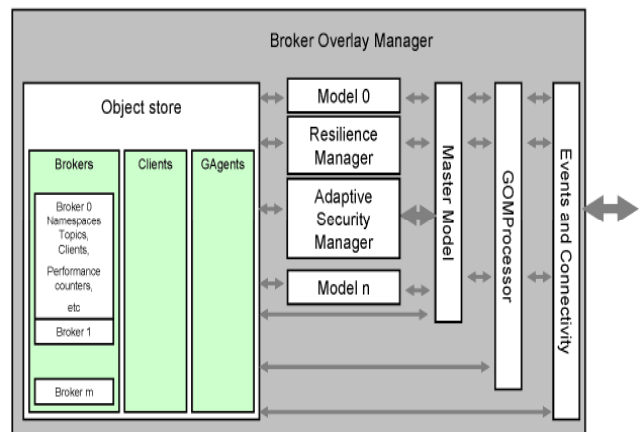 Broker Overlay Manager
Object store
Brokers
Clients
GAgents
Broker 0
Namespaces
Topics,
Clients,
Performance
counters,
etc
Broker 1
Broker m
Model 0
Resilience
Manager
Adaptive
Security
Manager
Model n
Master Model
GOMProcessor
Events and Connectivity